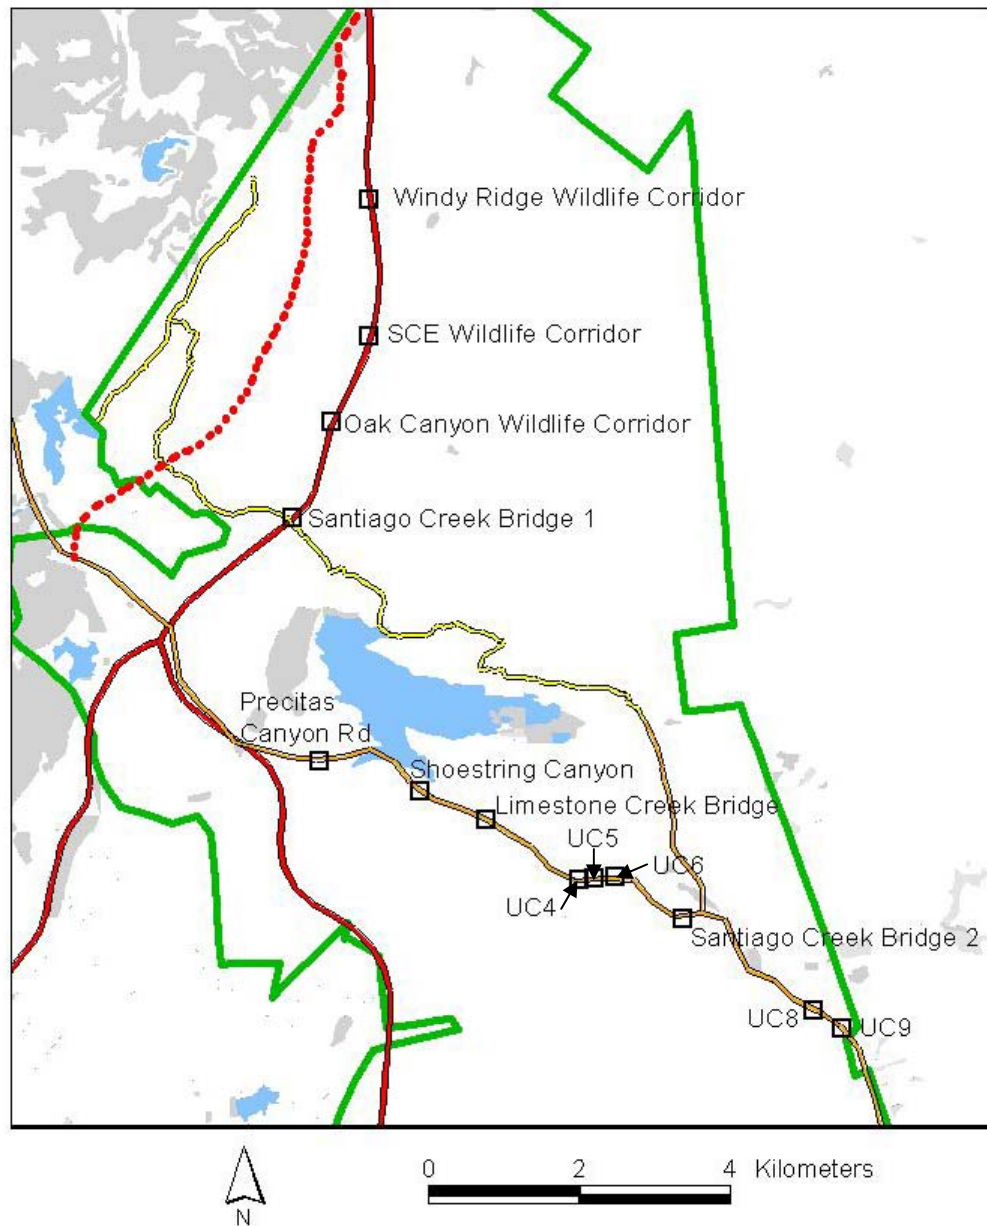 Windy Ridge Wildlife Corridor
SCE Wildlife Corridor
Oak Canyon Wildlife Corridor
Santiago Creek Bridge 1
Precitas
Canyon Rd
Shoestring Canyon
Limestone Creek Bridge
UC5
UC6
UC4
Santiago Creek Bridge 2
UC8
UC9
0 2 4 Kilometers
N